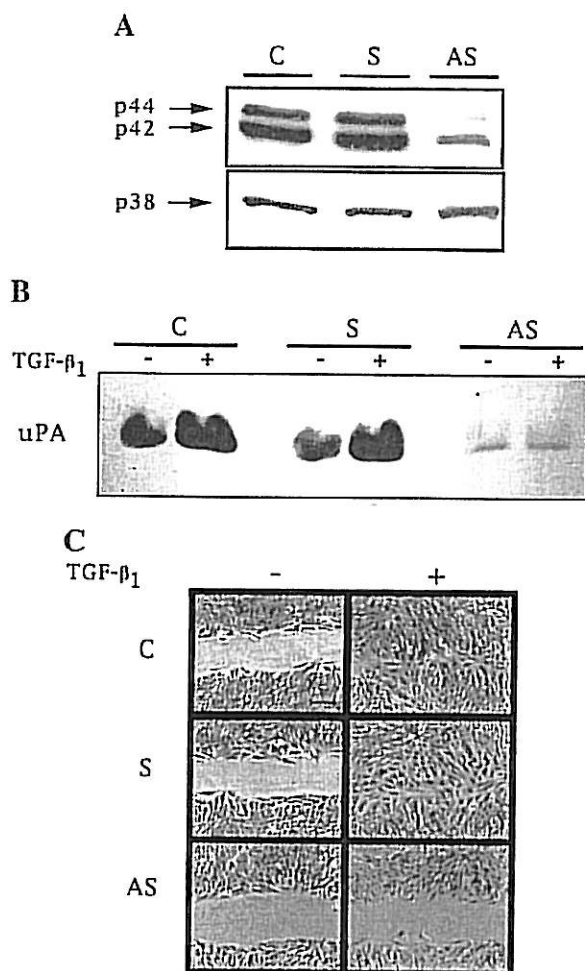 A
C S AS
p44
p42
p38
B
C S AS
TGF-β1 - + - + - +
uPA
C
TGF-β1 - +
C
S
AS